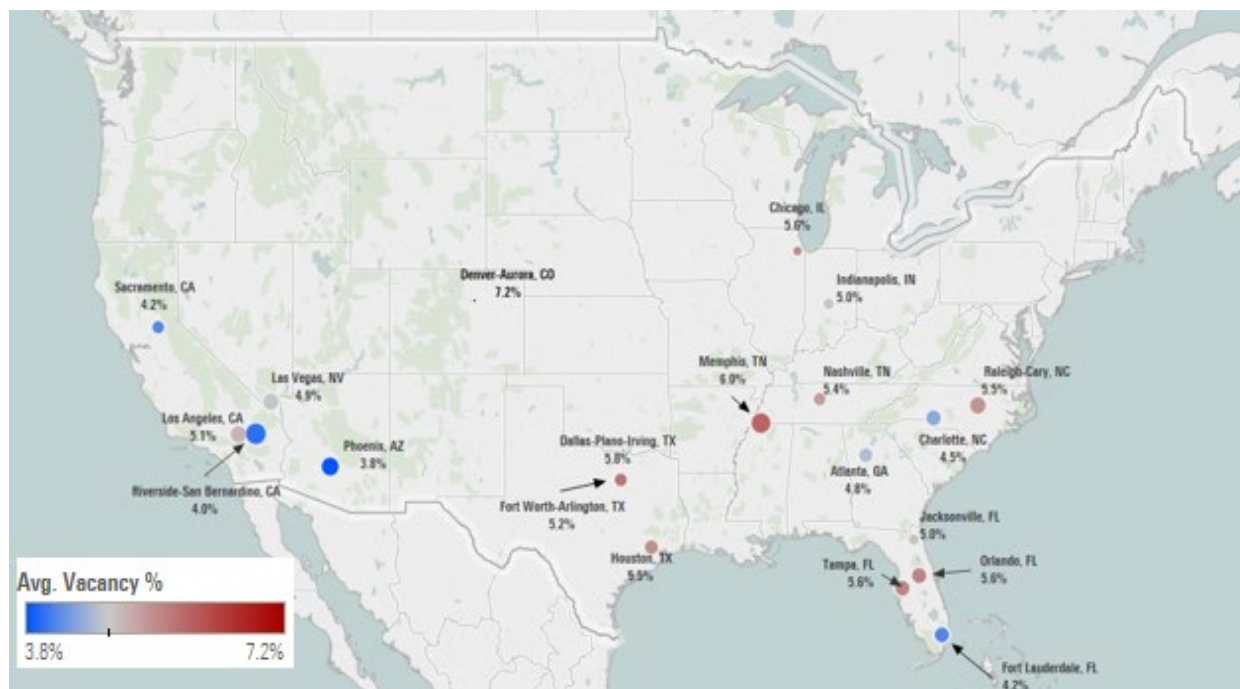 Chicago, IL
5.6%
Denver-Aurora, CO
7.2%
Indianapolis, IN
5.0%
Sacramento, CA
4.2%
Memphis, TN
6.0%
Nashville, TN
5.4%
Raleigh-Cary, NC
5.5%
Las Vegas, NV
4.9%
Los Angeles, CA
5.1%
Phoenix, AZ
3.8%
Dallas-Plano-Irving, TX
5.8%
Charlotte, NC
4.5%
Atlanta, GA
4.8%
Riverside-San Bernardino, CA
4.0%
Fort Worth-Arlington, TX
5.2%
Jacksonville, FL
5.0%
Houston, TX
5.5%
Tampa, FL
5.6%
Orlando, FL
5.6%
Avg. Vacancy %
3.8%
7.2%
Fort Lauderdale, FL
4.2%